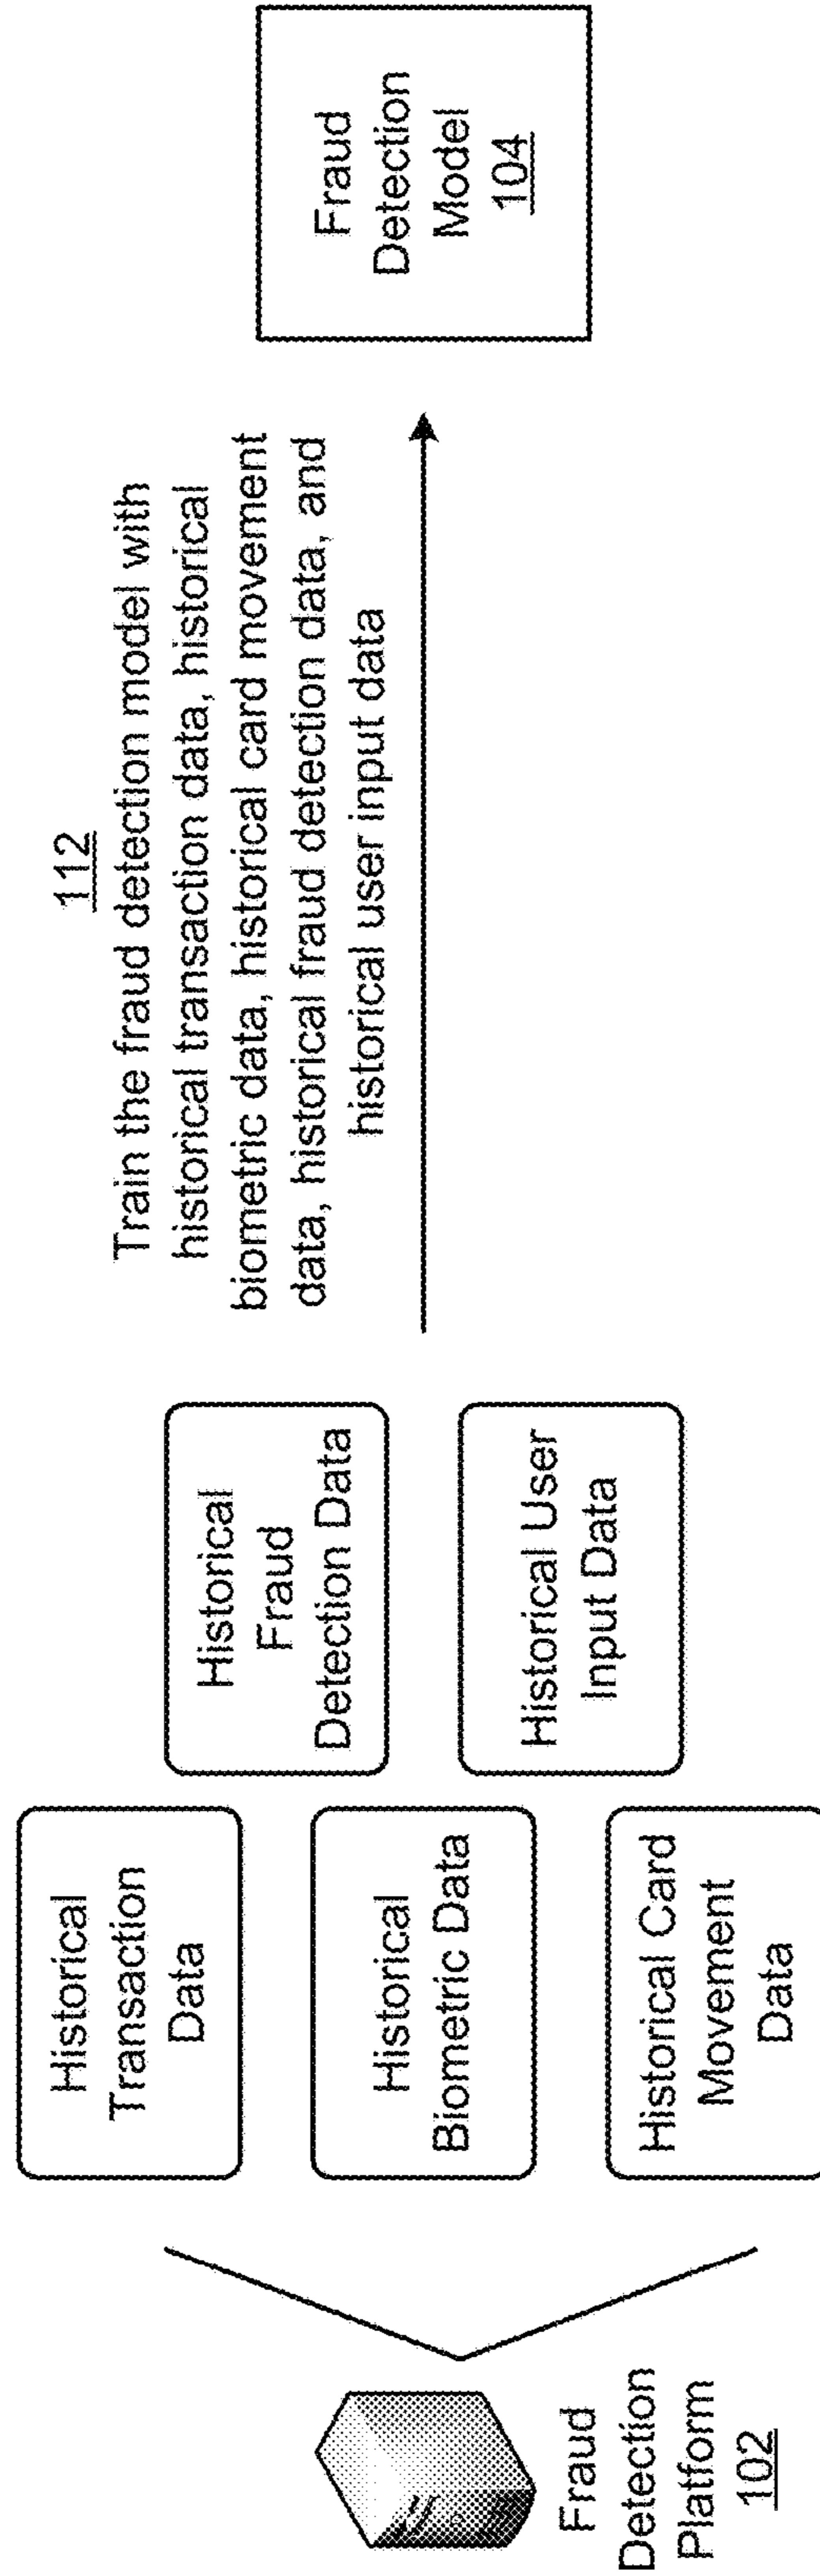 Fraud
Detection
Platform
102
Historical
Transaction
Data
Historical
Biometric Data
Historical Card
Movement
Data
Historical
Fraud
Detection Data
Historical User
Input Data
112
Train the fraud detection model with
historical transaction data, historical
biometric data, historical card movement
data, historical fraud detection data, and
historical user input data
Fraud
Detection
Model
104